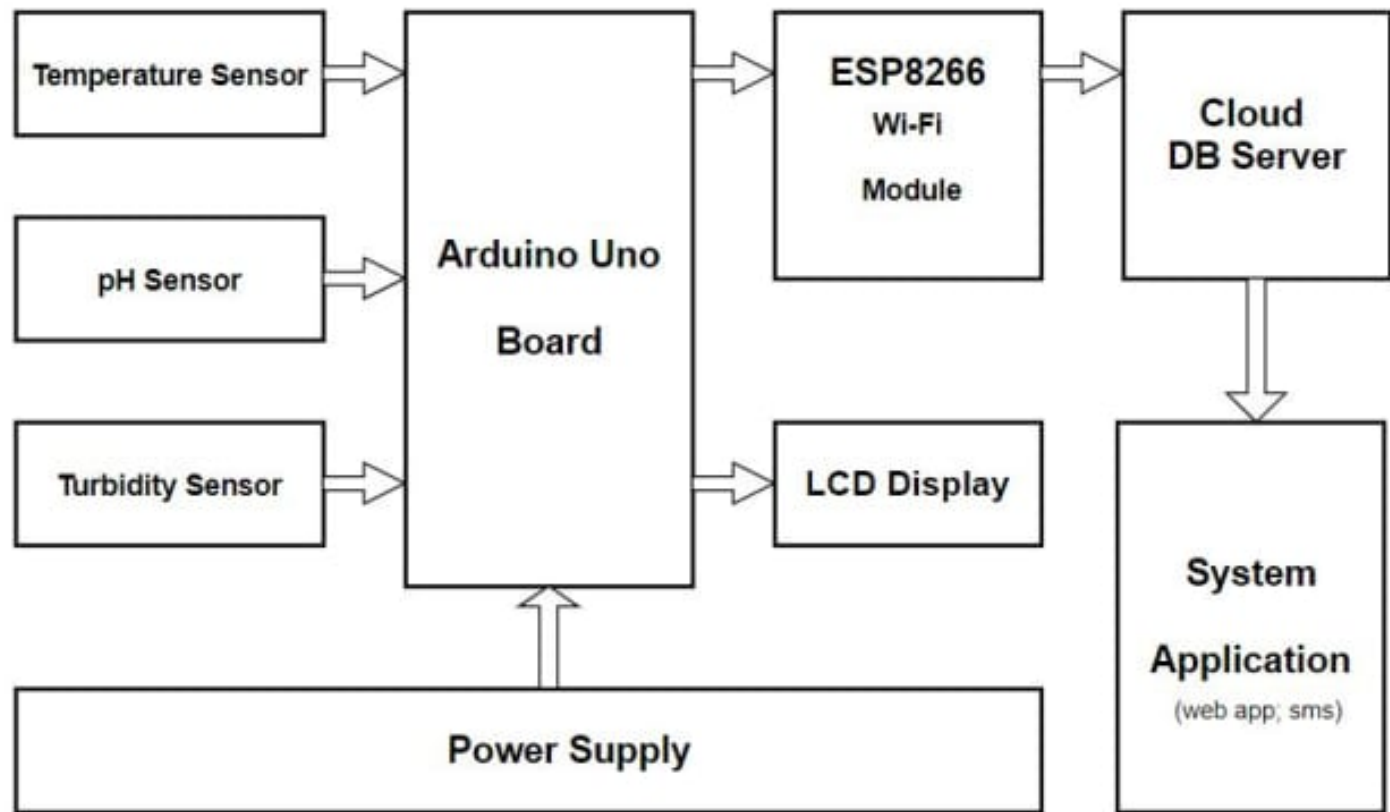 Temperature Sensor
pH Sensor
Turbidity Sensor
Arduino Uno
Board
ESP8266
Wi-Fi
Module
LCD Display
Cloud
DB Server
System
Application
(web app; sms)
Power Supply